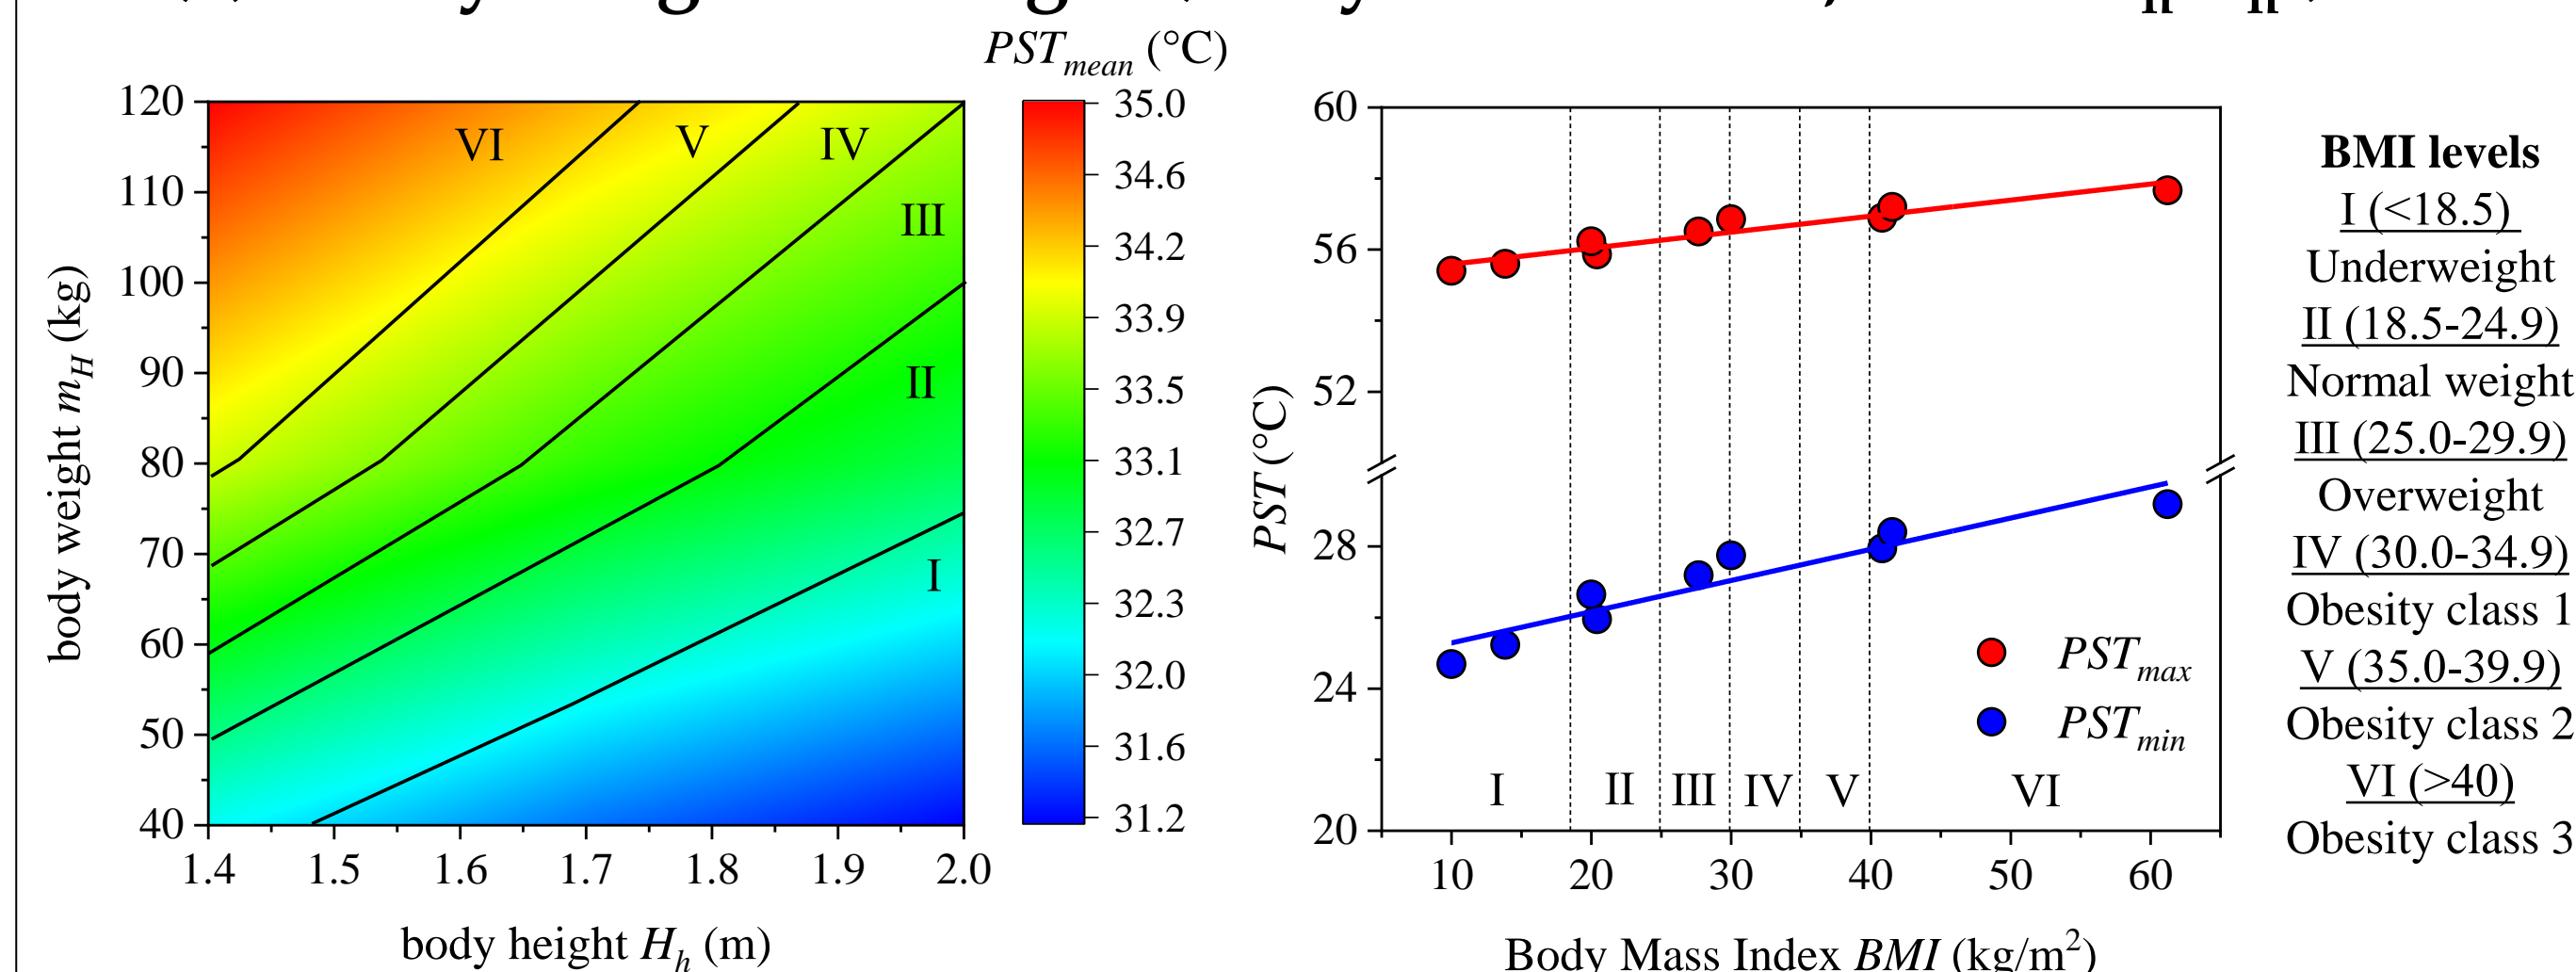 PSTmean (°C)
120
110
100
90
80
70
60
50
40
body weight mH (kg)
VI
V
IV
III
II
I
1.4 1.5 1.6 1.7 1.8 1.9 2.0
body height Hh (m)
35.0
34.6
34.2
33.9
33.5
33.1
32.7
32.3
32.0
31.6
31.2
60
56
52
28
24
20
PST (°C)
PSTmax
PSTmin
I II III IV V VI
10 20 30 40 50 60
Body Mass Index BMI (kg/m²)
BMI levels
I (<18.5)
Underweight
II (18.5-24.9)
Normal weight
III (25.0-29.9)
Overweight
IV (30.0-34.9)
Obesity class 1
V (35.0-39.9)
Obesity class 2
VI (>40)
Obesity class 3